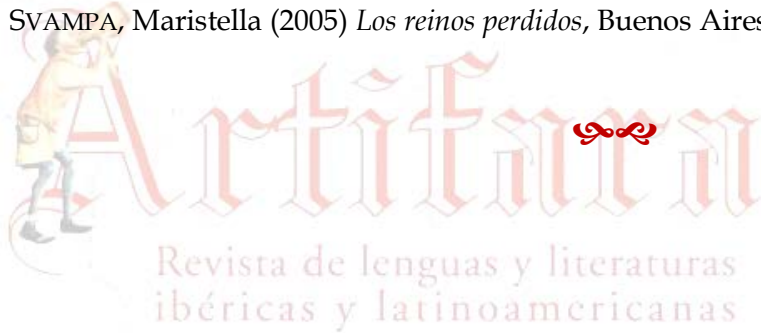 SVAMPA, Maristella (2005) Los reinos perdidos, Buenos Aires
Artifara
Revista de lenguas y literaturas
ibéricas y latinoamericanas